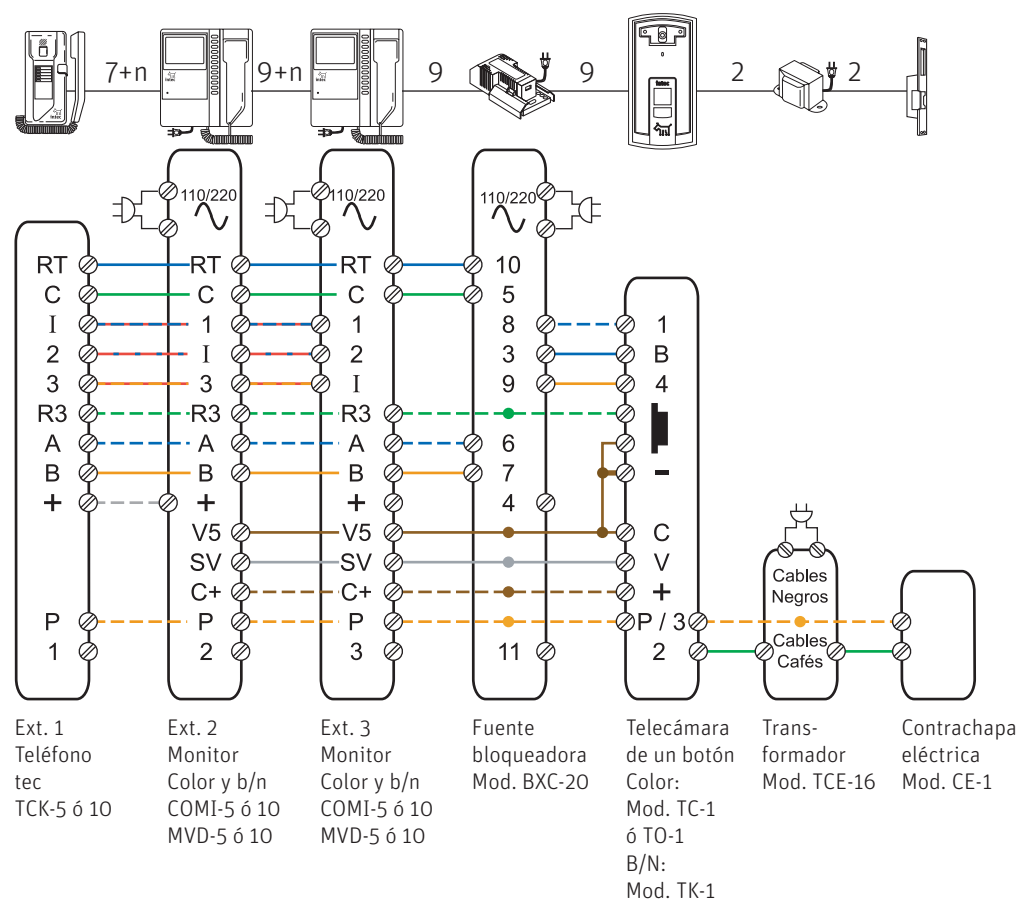 7+n 9+n 9 9 2 2
intec intec intec intec
110/220 110/220 110/220
RT RT RT 10
C C C 5
I 1 1 8 1
2 I 2 3 B
3 3 I 9 4
R3 R3 R3
A A A 6
B B B 7 -
+ + + 4
V5 V5 C
SV SV V
C+ C+ +
P P P P / 3
1 2 3 11 2
Cables
Negros
Cables
Cafés
Ext. 1
Teléfono
tec
TCK-5 ó 10
Ext. 2
Monitor
Color y b/n
COMI-5 ó 10
MVD-5 ó 10
Ext. 3
Monitor
Color y b/n
COMI-5 ó 10
MVD-5 ó 10
Fuente
bloqueadora
Mod. BXC-20
Telecámara
de un botón
Color:
Mod. TC-1
ó TO-1
B/N:
Mod. TK-1
Trans-
formador
Mod. TCE-16
Contrachapa
eléctrica
Mod. CE-1